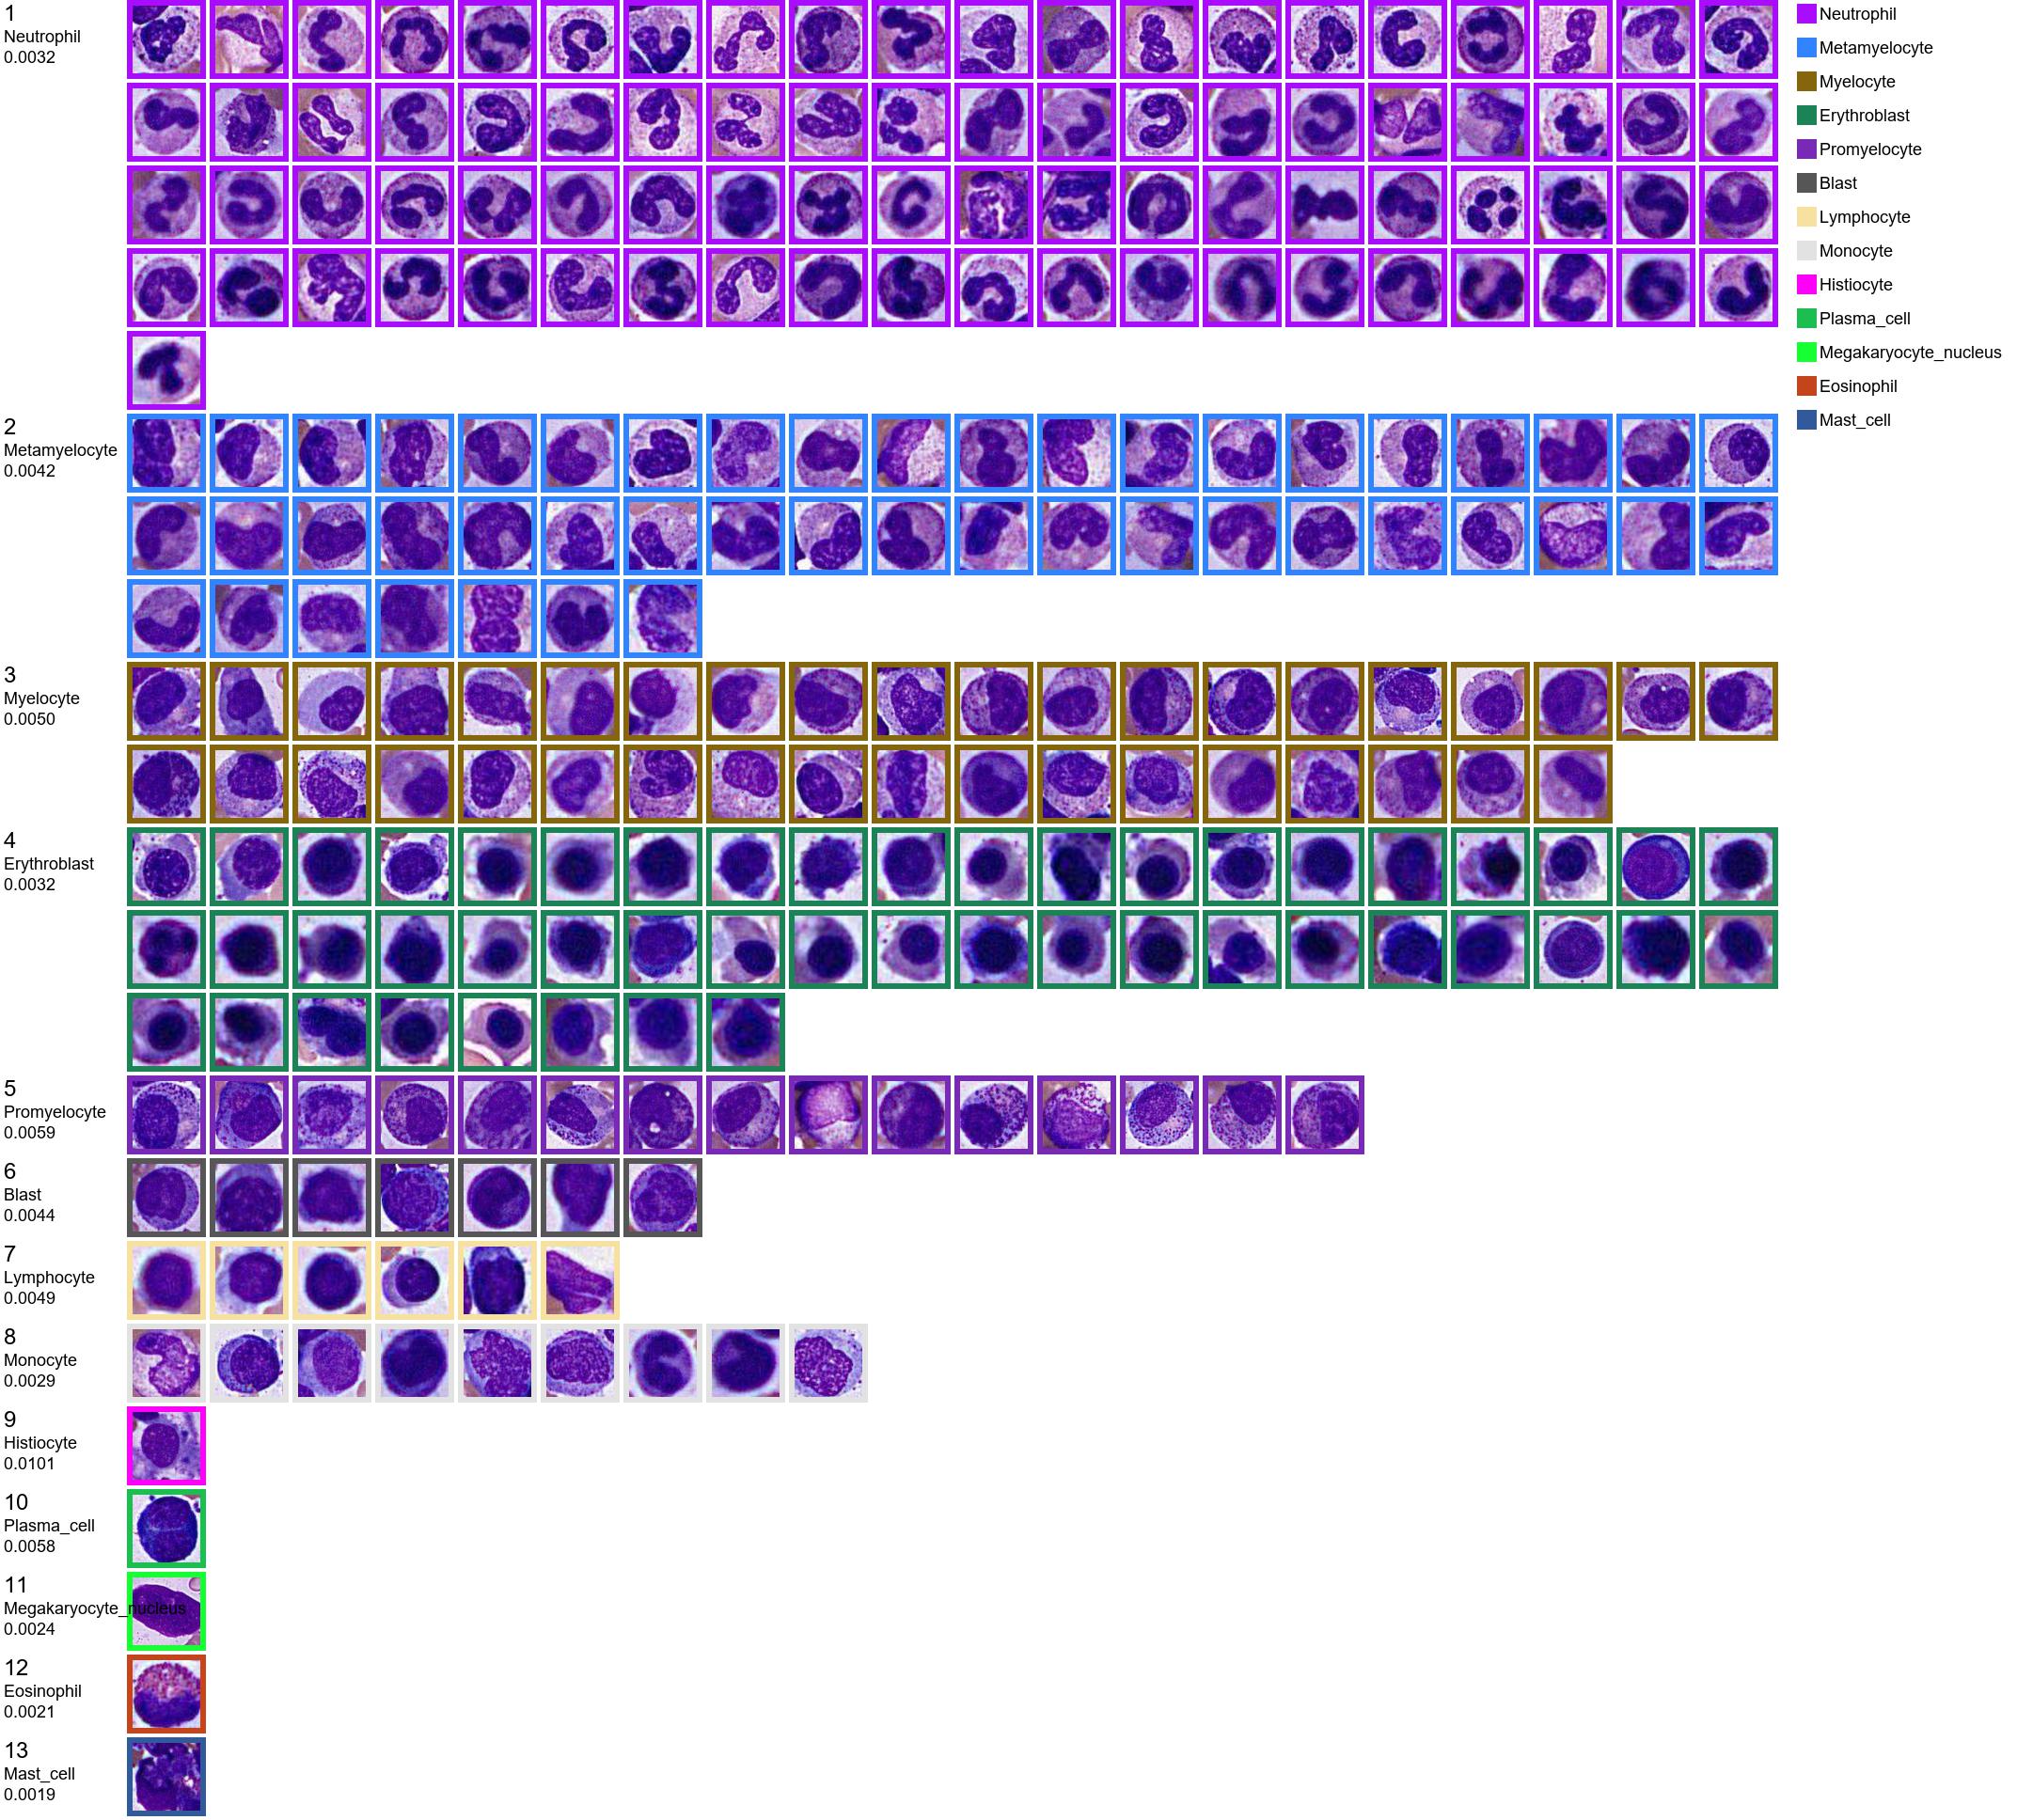 1
Neutrophil
0.0032
2
Metamyelocyte
0.0042
3
Myelocyte
0.0050
4
Erythroblast
0.0032
5
Promyelocyte
0.0059
6
Blast
0.0044
7
Lymphocyte
0.0049
8
Monocyte
0.0029
9
Histiocyte
0.0101
10
Plasma_cell
0.0058
11
Megakaryocyte_nucleus
0.0024
12
Eosinophil
0.0021
13
Mast_cell
0.0019
Neutrophil
Metamyelocyte
Myelocyte
Erythroblast
Promyelocyte
Blast
Lymphocyte
Monocyte
Histiocyte
Plasma_cell
Megakaryocyte_nucleus
Eosinophil
Mast_cell